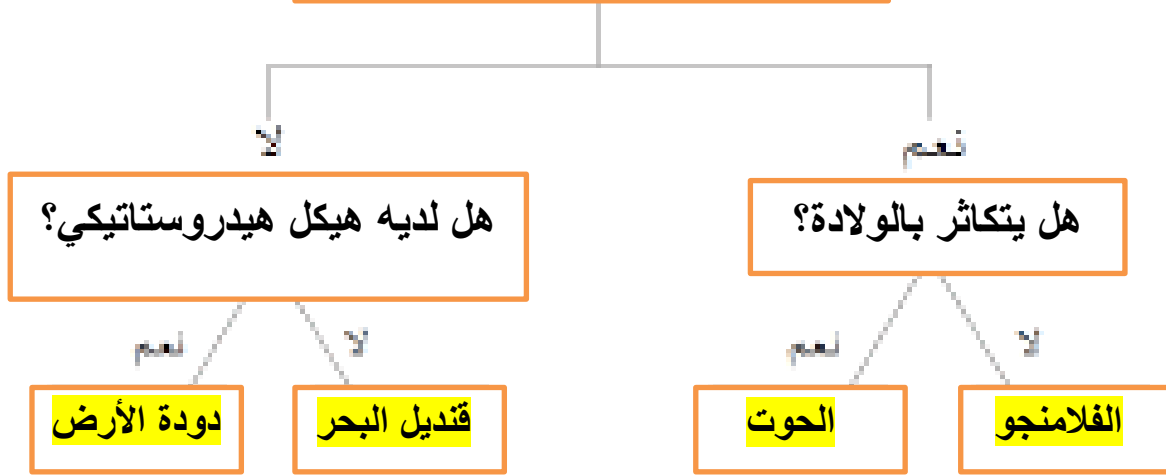 نعم
لا
هل يتكاثر بالولادة؟
هل لديه هيكل هيدروستاتيكي؟
لا
نعم
لا
نعم
الفلامنجو
الحوت
قنديل البحر
دودة الأرض